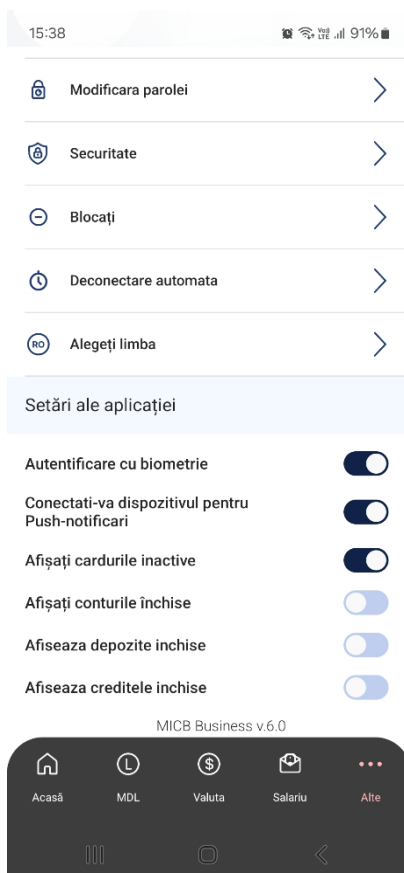 15:38
Vo)) LTE 91%
Modificara parolei
Securitate
Blocați
Deconectare automata
RO Alegeți limba
Setări ale aplicației
Autentificare cu biometrie
Conectati-va dispozitivul pentru
Push-notificari
Afișați cardurile inactive
Afișați conturile închise
Afiseaza depozite inchise
Afiseaza creditele inchise
MICB Business v.6.0
Acasă MDL Valuta Salariu Alte